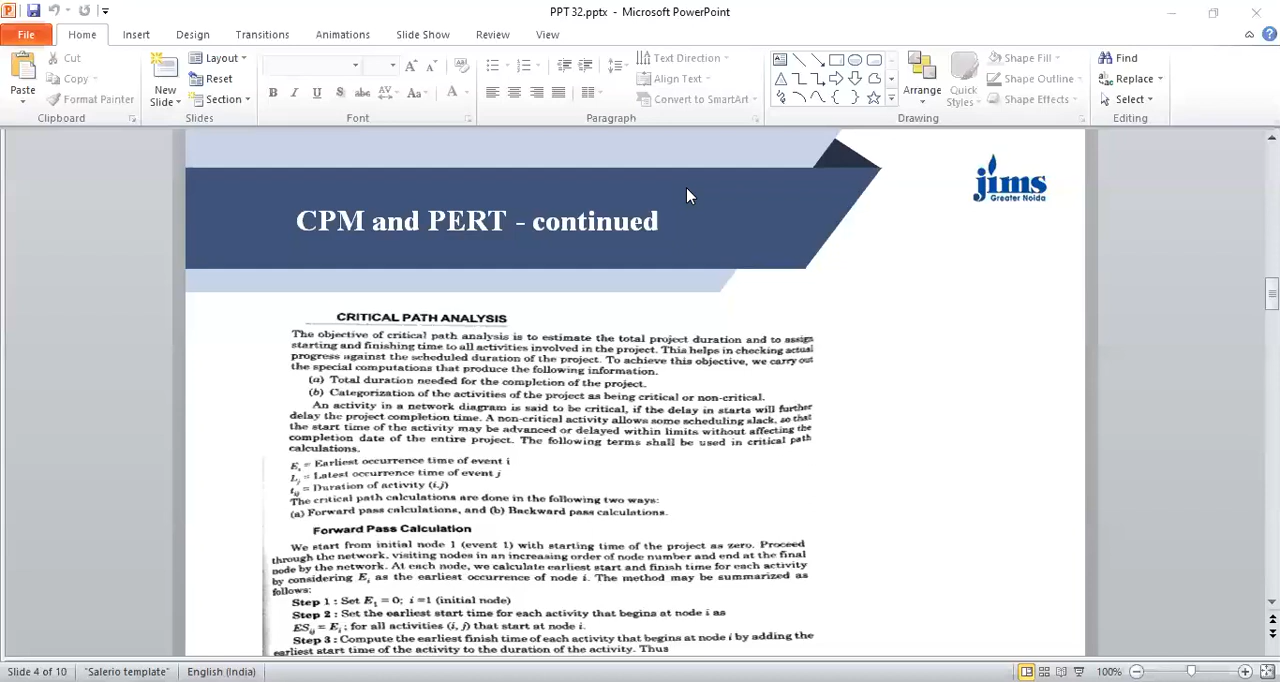 PPT 32.pptx - Microsoft PowerPoint
File Home Insert Design Transitions Animations Slide Show Review View
Paste
Cut
Copy
Format Painter
Clipboard
New Slide
Layout
Reset
Section
Slides
B I U S abc AV Aa A
Font
Paragraph
Text Direction
Align Text
Convert to SmartArt
Arrange
Quick Styles
Shape Fill
Shape Outline
Shape Effects
Drawing
Find
Replace
Select
Editing
CPM and PERT - continued
jims
Greater Noida
CRITICAL PATH ANALYSIS
The objective of critical path analysis is to estimate the total project duration and to assign
starting and finishing time to all activities involved in the project. This helps in checking actual
progress against the scheduled duration of the project. To achieve this objective, we carry out
the special computations that produce the following information.
(a) Total duration needed for the completion of the project.
(b) Categorization of the activities of the project as being critical or non-critical.
An activity in a network diagram is said to be critical, if the delay in starts will further
delay the project completion time. A non-critical activity allows some scheduling slack, so that
the start time of the activity may be advanced or delayed within limits without affecting the
completion date of the entire project. The following terms shall be used in critical path
calculations.
Ei = Earliest occurrence time of event i
Lj = Latest occurrence time of event j
tij = Duration of activity (i,j)
The critical path calculations are done in the following two ways:
(a) Forward pass calculations, and (b) Backward pass calculations.
Forward Pass Calculation
We start from initial node 1 (event 1) with starting time of the project as zero. Proceed
through the network, visiting nodes in an increasing order of node number and end at the final
node by the network. At each node, we calculate earliest start and finish time for each activity
by considering Ei as the earliest occurrence of node i. The method may be summarized as
follows:
Step 1 : Set E1 = 0; i =1 (initial node)
Step 2 : Set the earliest start time for each activity that begins at node i as
ESij = Ei ; for all activities (i, j) that start at node i.
Step 3 : Compute the earliest finish time of each activity that begins at node i by adding the
earliest start time of the activity to the duration of the activity. Thus
Slide 4 of 10 "Salerio template" English (India) 100%